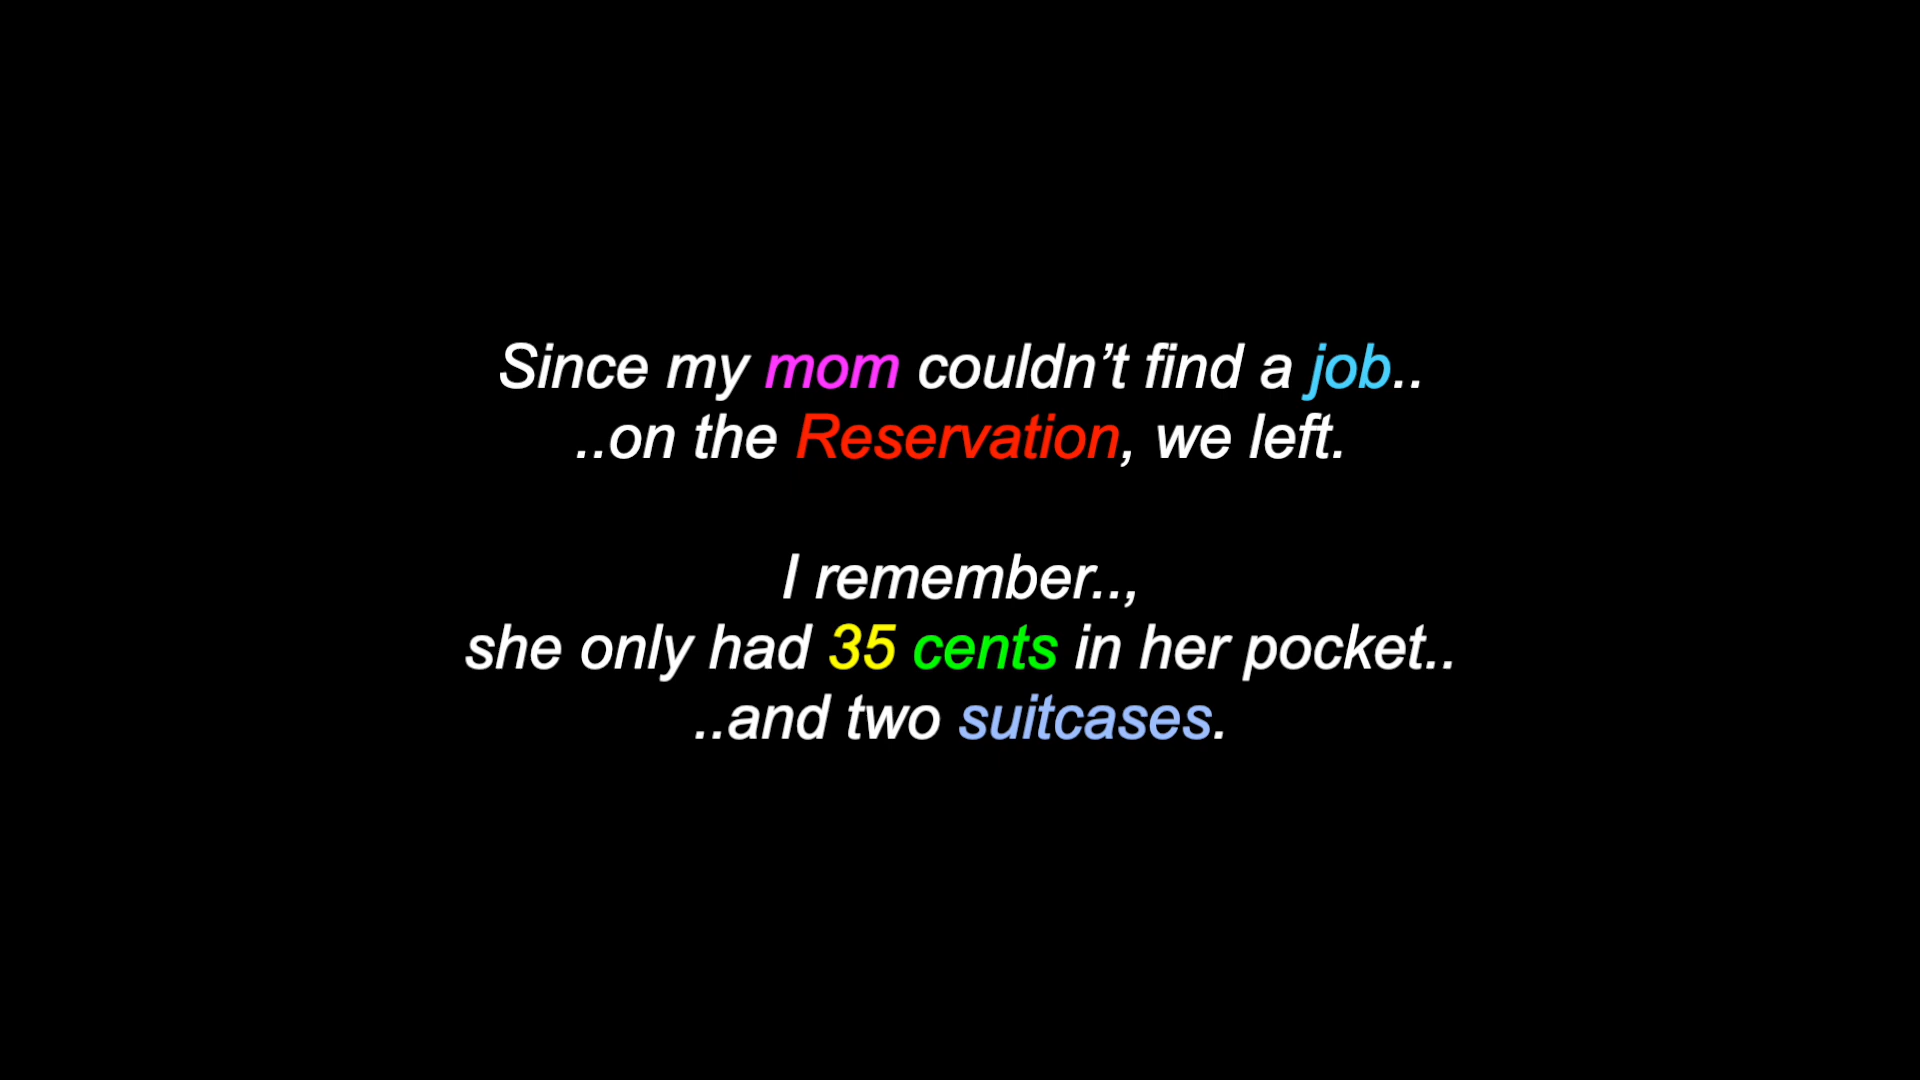 Since my mom couldn’t find a job..
..on the Reservation, we left.
I remember..,
she only had 35 cents in her pocket..
..and two suitcases.